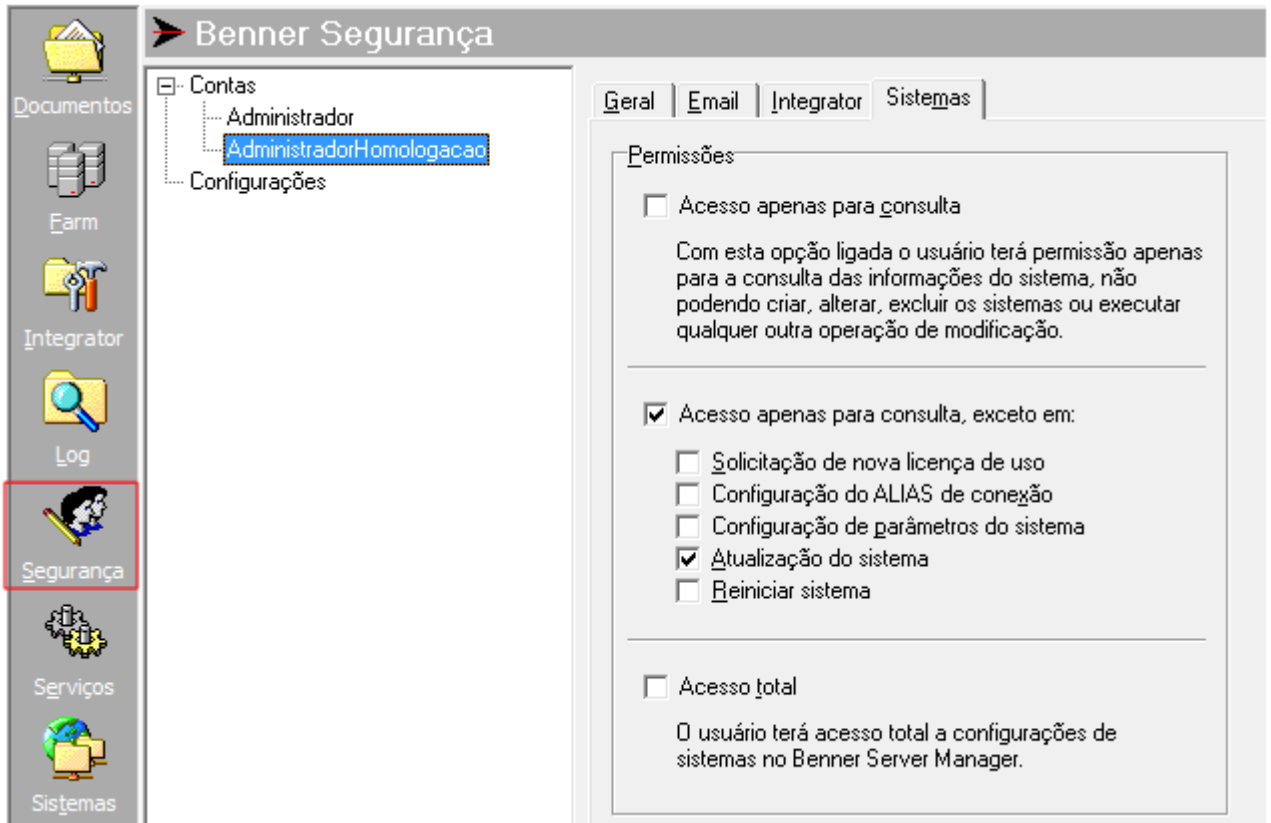 Benner Segurança
Documentos
Farm
Integrator
Log
Segurança
Serviços
Sistemas
Contas
Administrador
AdministradorHomologacao
Configurações
Geral Email Integrator Sistemas
Permissões
Acesso apenas para consulta
Com esta opção ligada o usuário terá permissão apenas
para a consulta das informações do sistema, não
podendo criar, alterar, excluir os sistemas ou executar
qualquer outra operação de modificação.
Acesso apenas para consulta, exceto em:
Solicitação de nova licença de uso
Configuração do ALIAS de conexão
Configuração de parâmetros do sistema
Atualização do sistema
Reiniciar sistema
Acesso total
O usuário terá acesso total a configurações de
sistemas no Benner Server Manager.